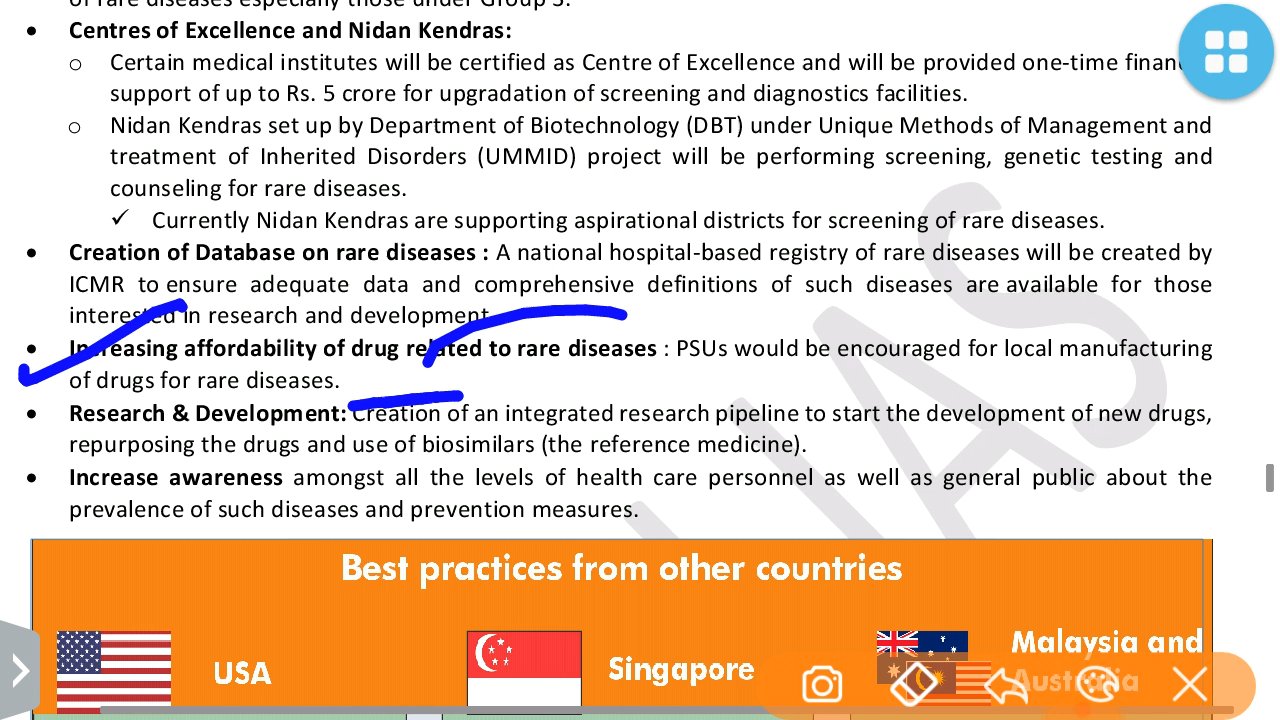 of rare diseases especially those under Group 3.
• Centres of Excellence and Nidan Kendras:
o Certain medical institutes will be certified as Centre of Excellence and will be provided one-time
support of up to Rs. 5 crore for upgradation of screening and diagnostics facilities.
o Nidan Kendras set up by Department of Biotechnology (DBT) under Unique Methods of Management and
treatment of Inherited Disorders (UMMID) project will be performing screening, genetic testing and
counseling for rare diseases.
✓ Currently Nidan Kendras are supporting aspirational districts for screening of rare diseases.
• Creation of Database on rare diseases : A national hospital-based registry of rare diseases will be created by
ICMR to ensure adequate data and comprehensive definitions of such diseases are available for those
interested in research and development.
• Increasing affordability of drug related to rare diseases : PSUs would be encouraged for local manufacturing
of drugs for rare diseases.
• Research & Development: Creation of an integrated research pipeline to start the development of new drugs,
repurposing the drugs and use of biosimilars (the reference medicine).
• Increase awareness amongst all the levels of health care personnel as well as general public about the
prevalence of such diseases and prevention measures.
IAS
Best practices from other countries
USA
Singapore
Malaysia and
Australia